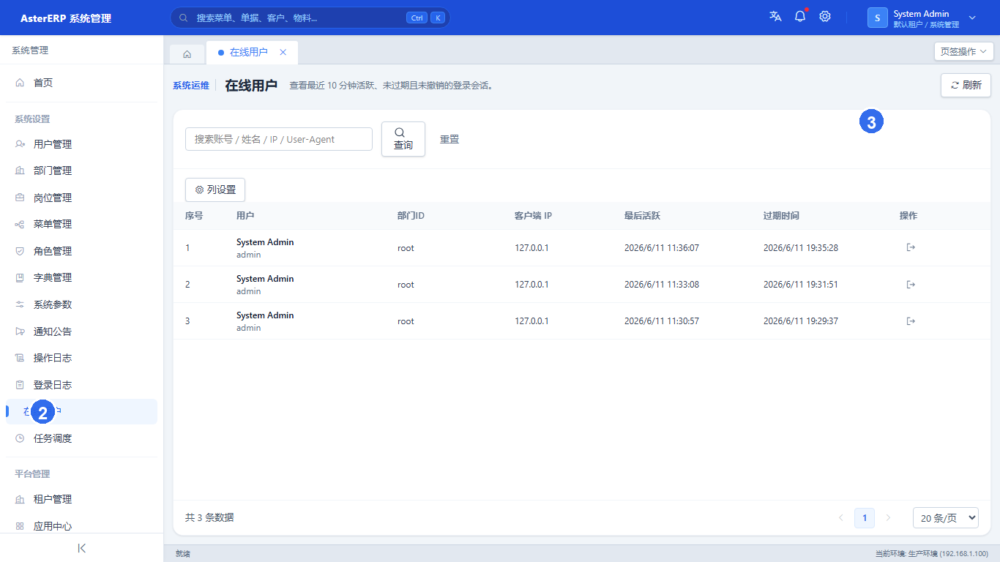 AsterERP 系统管理
搜索菜单、单据、客户、物料...
Ctrl
K
S
System Admin
默认租户 / 系统管理
系统管理
首页
系统设置
用户管理
部门管理
岗位管理
菜单管理
角色管理
字典管理
系统参数
通知公告
操作日志
登录日志
2
任务调度
平台管理
租户管理
应用中心
在线用户
页签操作
系统运维
在线用户
查看最近 10 分钟活跃、未过期且未撤销的登录会话。
刷新
3
搜索账号 / 姓名 / IP / User-Agent
查询
重置
列设置
序号 用户 部门ID 客户端 IP 最后活跃 过期时间 操作
1 System Admin admin root 127.0.0.1 2026/6/11 11:36:07 2026/6/11 19:35:28
2 System Admin admin root 127.0.0.1 2026/6/11 11:33:08 2026/6/11 19:31:51
3 System Admin admin root 127.0.0.1 2026/6/11 11:30:57 2026/6/11 19:29:37
共 3 条数据
1
20 条/页
就绪
当前环境: 生产环境 (192.168.1.100)